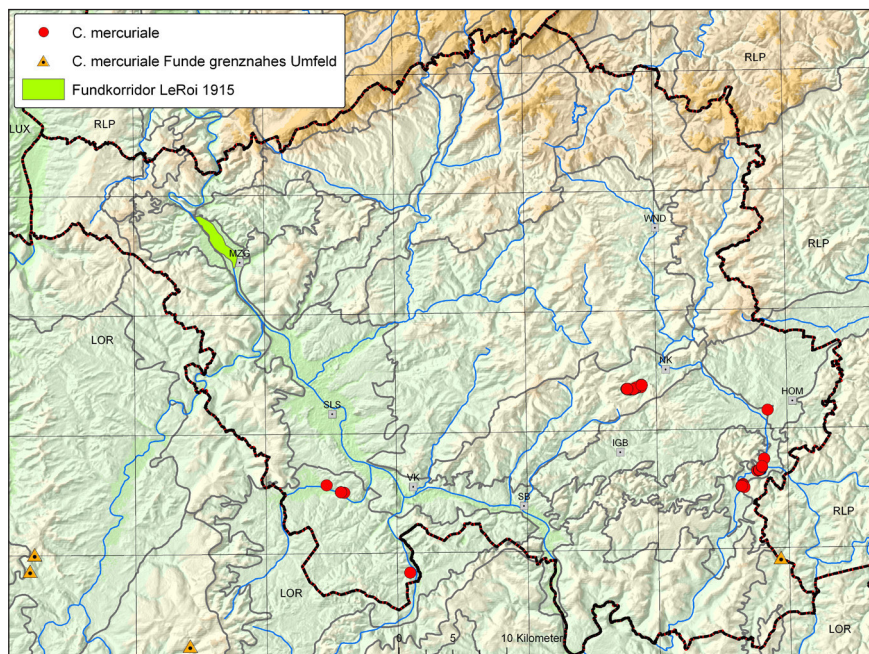 C. mercuriale
C. mercuriale Funde grenznahes Umfeld
Fundkorridor LeRoi 1915
RLP
LUX
RLP
WND
MZG
RLP
LOR
NK
HOM
SLS
IGB
VK
SB
RLP
LOR
LOR
0 5 10 Kilometer